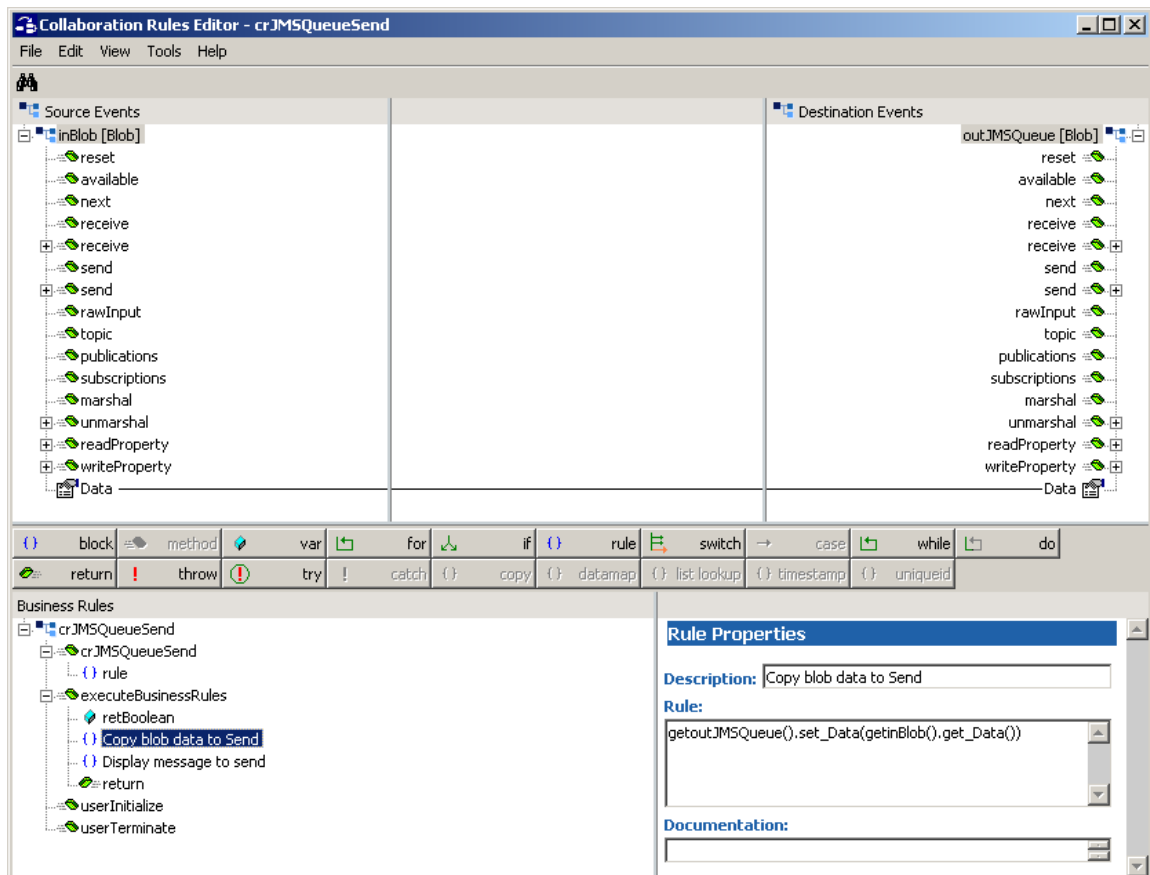 Collaboration Rules Editor - crJMSQueueSend
File Edit View Tools Help
Source Events
Destination Events
inBlob [Blob]
outJMSQueue [Blob]
reset
reset
available
available
next
next
receive
receive
receive
receive
send
send
send
send
rawInput
rawInput
topic
topic
publications
publications
subscriptions
subscriptions
marshal
marshal
unmarshal
unmarshal
readProperty
readProperty
writeProperty
writeProperty
Data
Data
{} block method var for if {} rule switch → case while do
return ! throw try ! catch {} copy {} datamap {} list lookup {} timestamp {} uniqueid
Business Rules
crJMSQueueSend
crJMSQueueSend
{} rule
executeBusinessRules
retBoolean
{} Copy blob data to Send
{} Display message to send
return
userInitialize
userTerminate
Rule Properties
Description: Copy blob data to Send
Rule:
getoutJMSQueue().set_Data(getinBlob().get_Data())
Documentation: